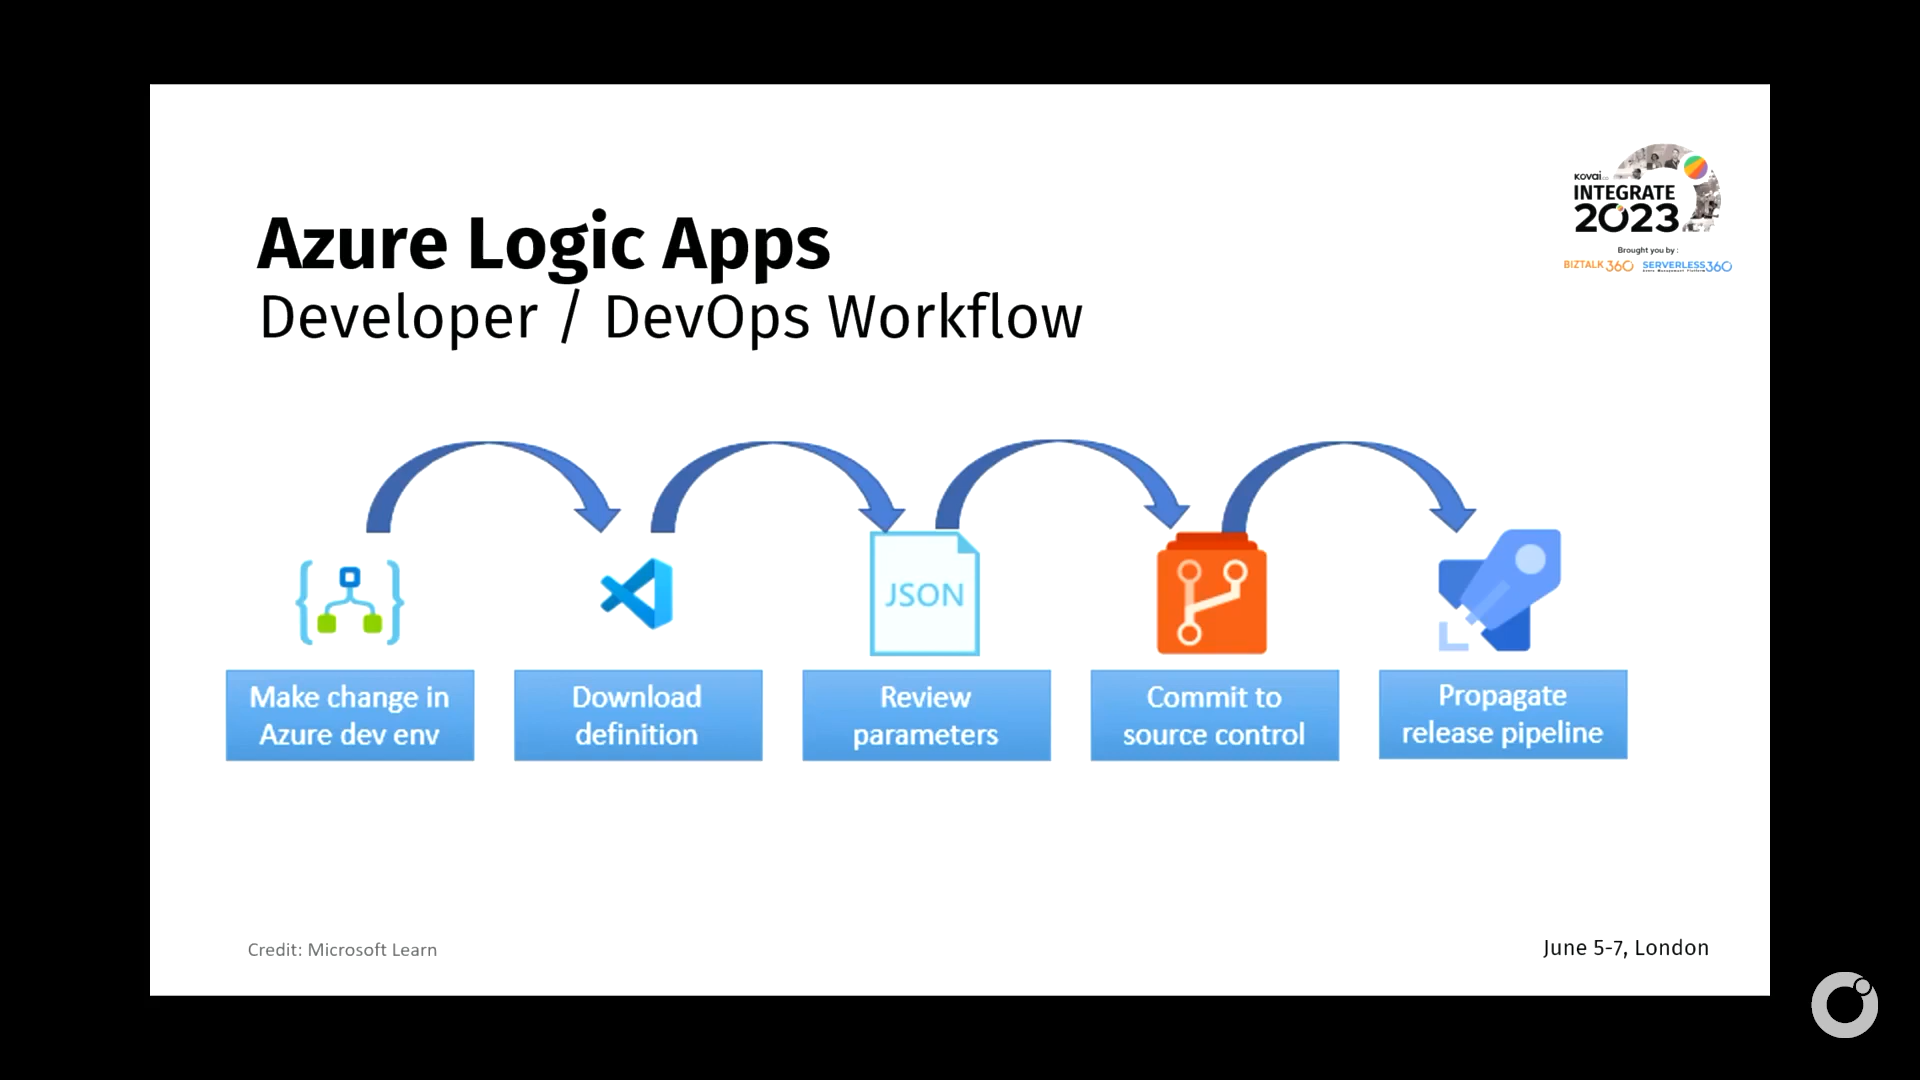 Azure Logic Apps
Developer / DevOps Workflow
kovai.co
INTEGRATE
2023
Brought you by :
BIZTALK360 SERVERLESS360
JSON
Make change in
Azure dev env
Download
definition
Review
parameters
Commit to
source control
Propagate
release pipeline
Credit: Microsoft Learn
June 5-7, London